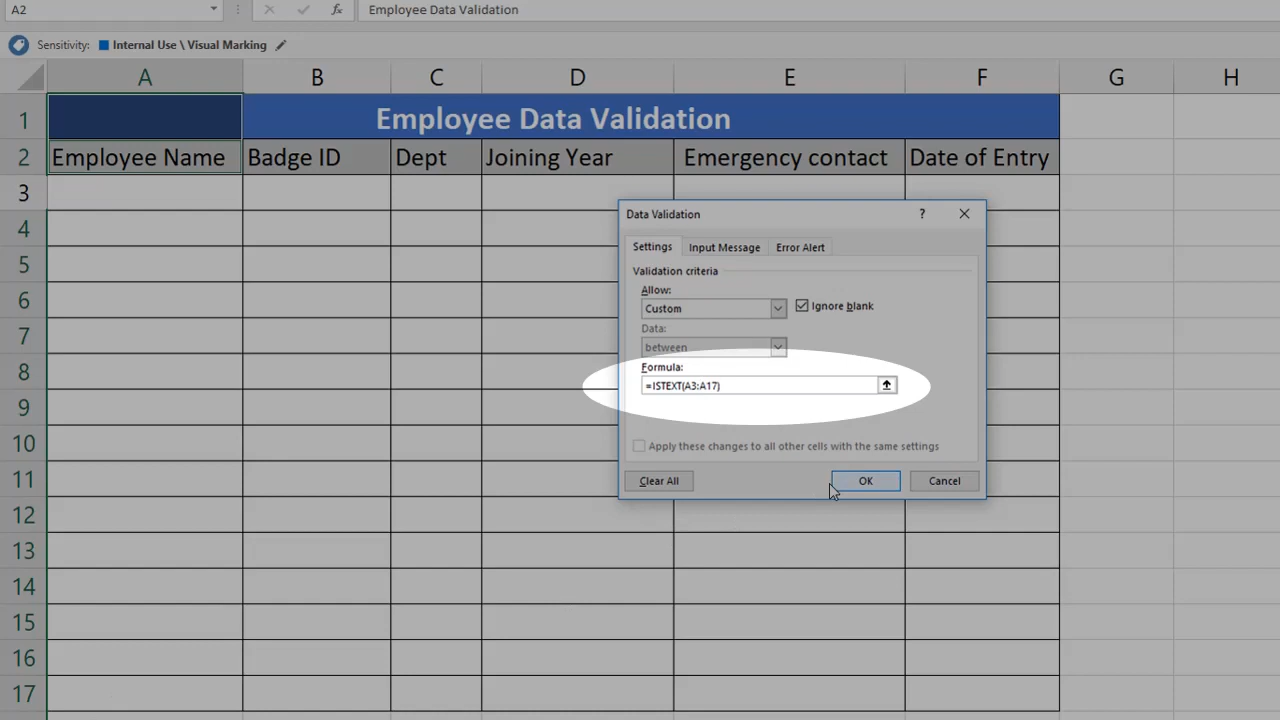 A2
fx
Employee Data Validation
Sensitivity: Internal Use \ Visual Marking
A B C D E F G H
1 Employee Data Validation
2 Employee Name Badge ID Dept Joining Year Emergency contact Date of Entry
3
4
5
6
7
8
9
10
11
12
13
14
15
16
17
Data Validation ?
Settings Input Message Error Alert
Validation criteria
Allow:
Custom Ignore blank
Data:
between
Formula:
=ISTEXT(A3:A17)
Apply these changes to all other cells with the same settings
Clear All OK Cancel